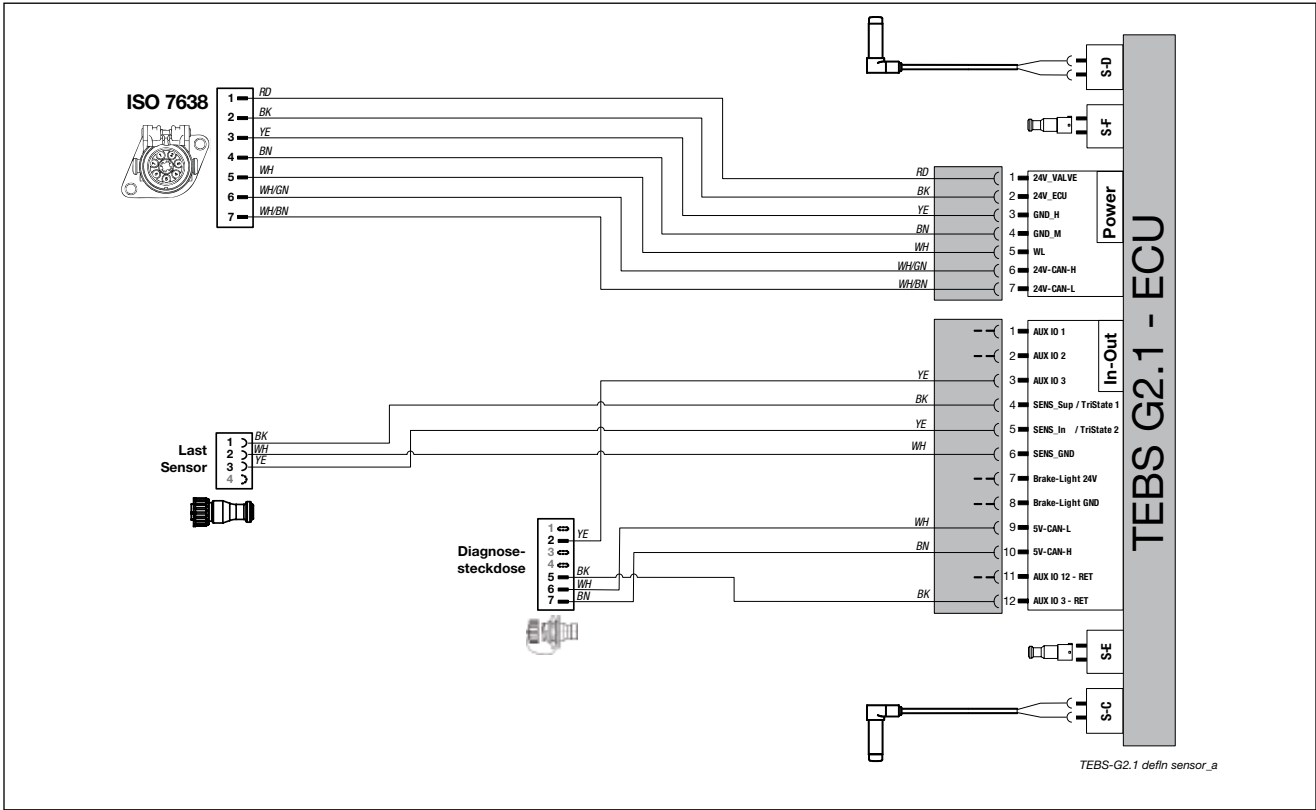 ISO 7638
1 RD
2 BK
3 YE
4 BN
5 WH
6 WH/GN
7 WH/BN
S-D
S-F
RD 1 24V_VALVE
BK 2 24V_ECU
YE 3 GND_H
BN 4 GND_M
WH 5 WL
WH/GN 6 24V-CAN-H
WH/BN 7 24V-CAN-L
Power
1 AUX IO 1
2 AUX IO 2
YE 3 AUX IO 3
BK 4 SENS_Sup / TriState 1
YE 5 SENS_In / TriState 2
WH 6 SENS_GND
7 Brake-Light 24V
8 Brake-Light GND
WH 9 5V-CAN-L
BN 10 5V-CAN-H
11 AUX IO 12 - RET
BK 12 AUX IO 3 - RET
In-Out
TEBS G2.1 - ECU
Last
Sensor
1 BK
2 WH
3 YE
4
Diagnose-
steckdose
1
2 YE
3
4
5 BK
6 WH
7 BN
S-E
S-C
TEBS-G2.1 defln sensor_a